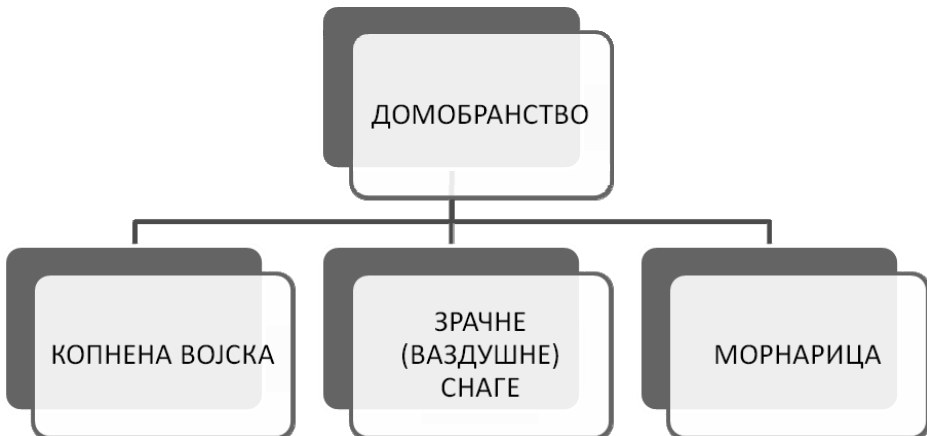 ДОМОБРАНСТВО
КОПНЕНА ВОЈСКА
ЗРАЧНЕ
(ВАЗДУШНЕ)
СНАГЕ
МОРНАРИЦА